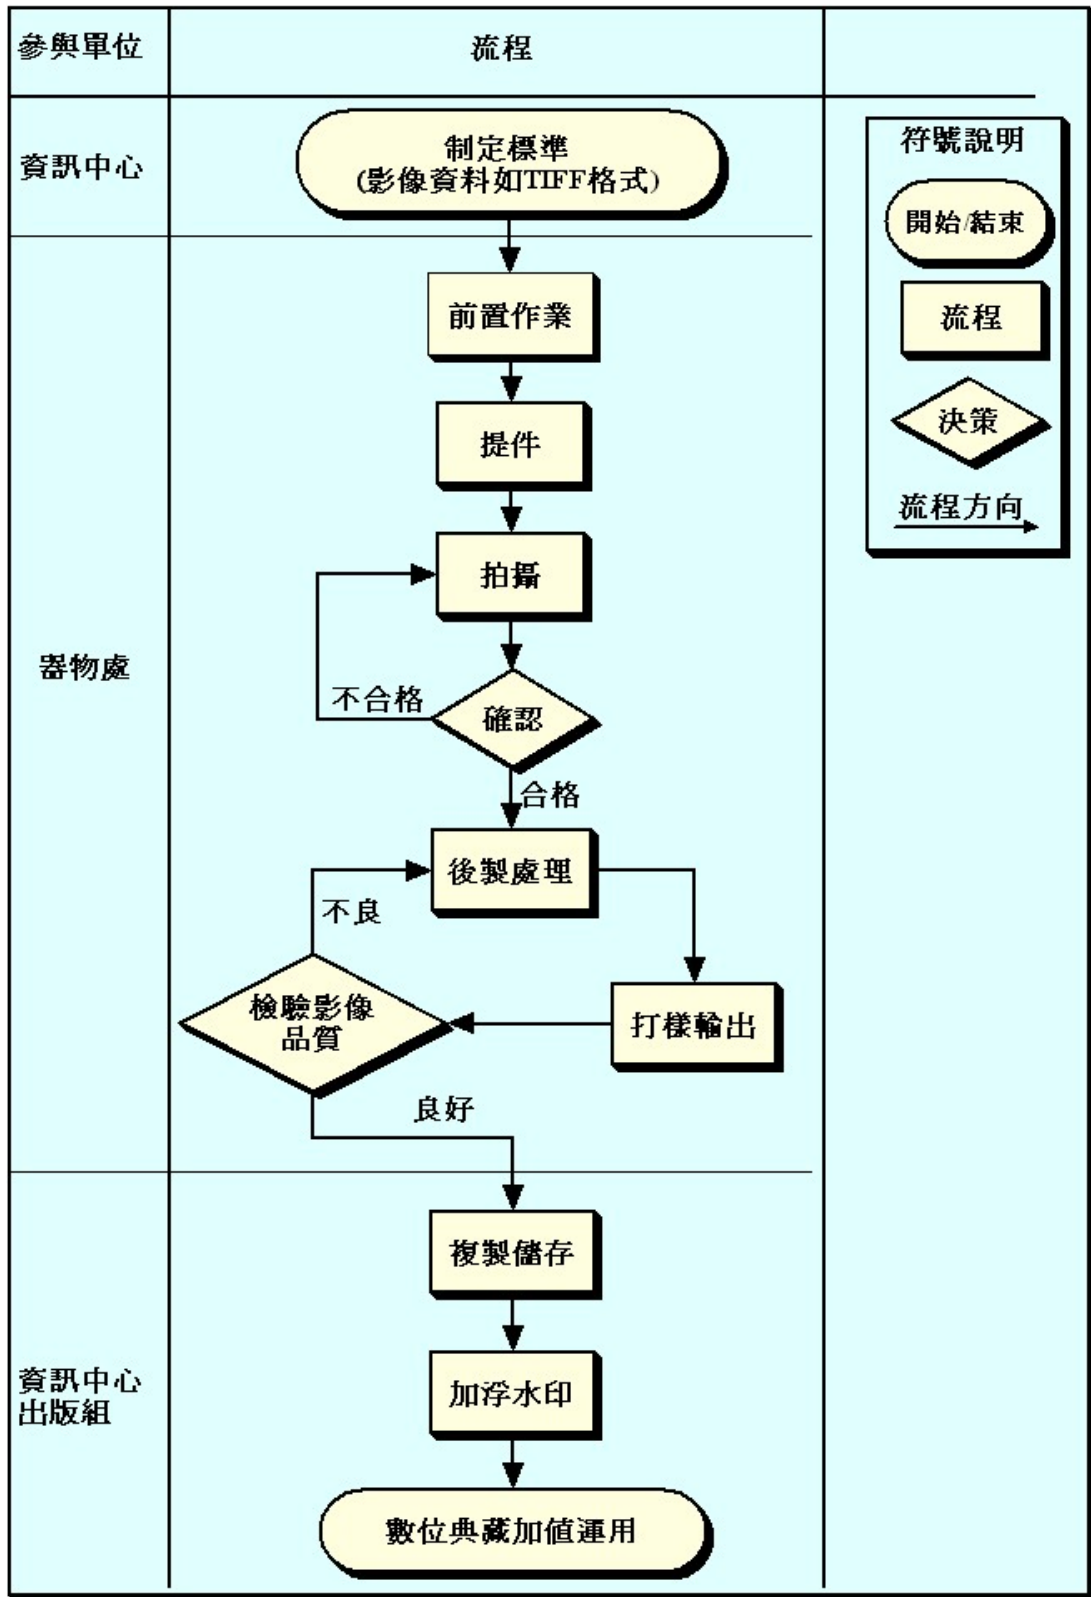 參與單位
流程
資訊中心
制定標準
(影像資料如TIFF格式)
符號說明
開始/結束
流程
決策
流程方向
器物處
前置作業
提件
拍攝
不合格
確認
合格
後製處理
不良
檢驗影像
品質
打樣輸出
良好
資訊中心
出版組
複製儲存
加浮水印
數位典藏加值運用